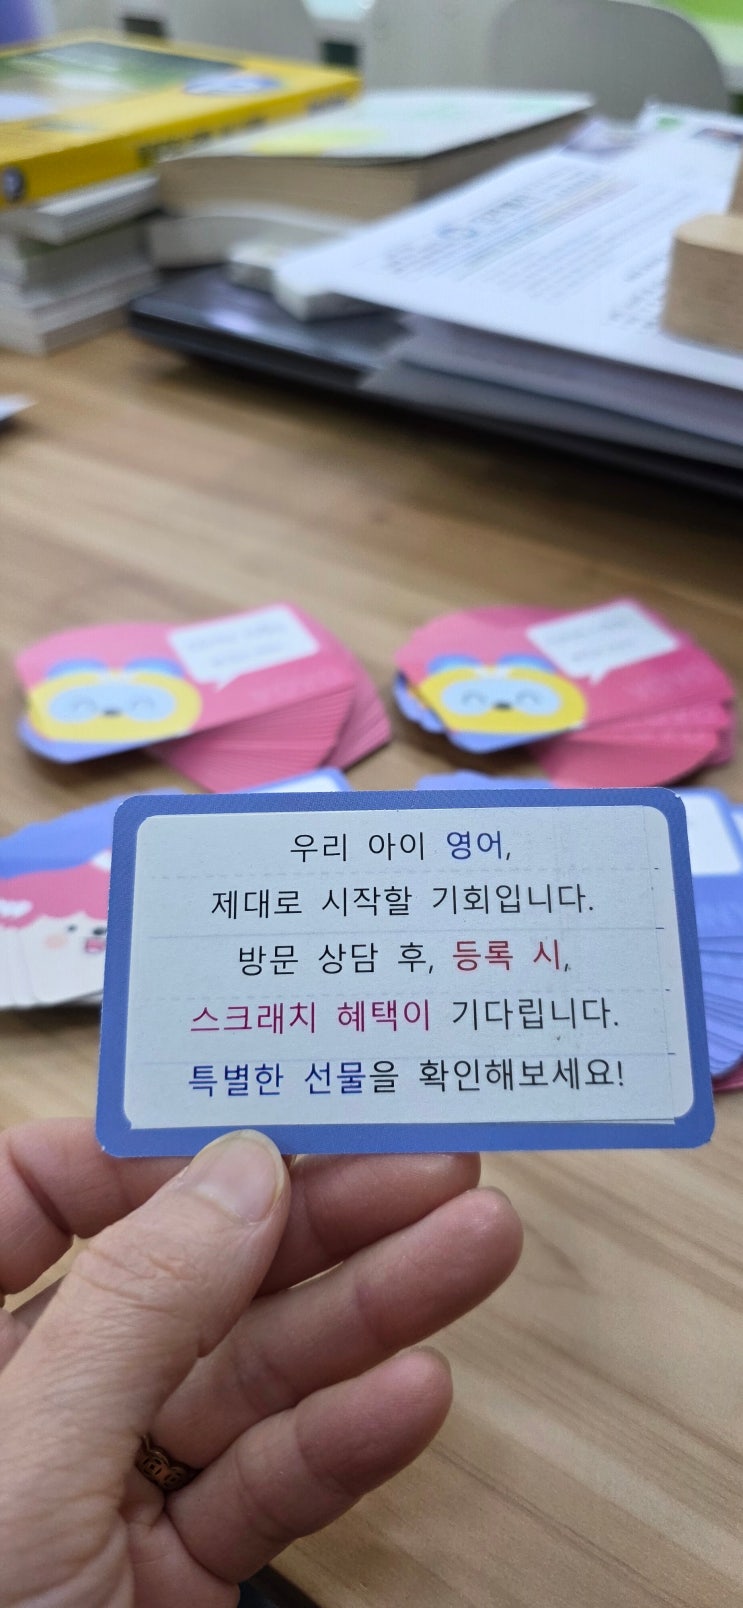 우리 아이 영어,
제대로 시작할 기회입니다.
방문 상담 후, 등록 시,
스크래치 혜택이 기다립니다.
특별한 선물을 확인해보세요!